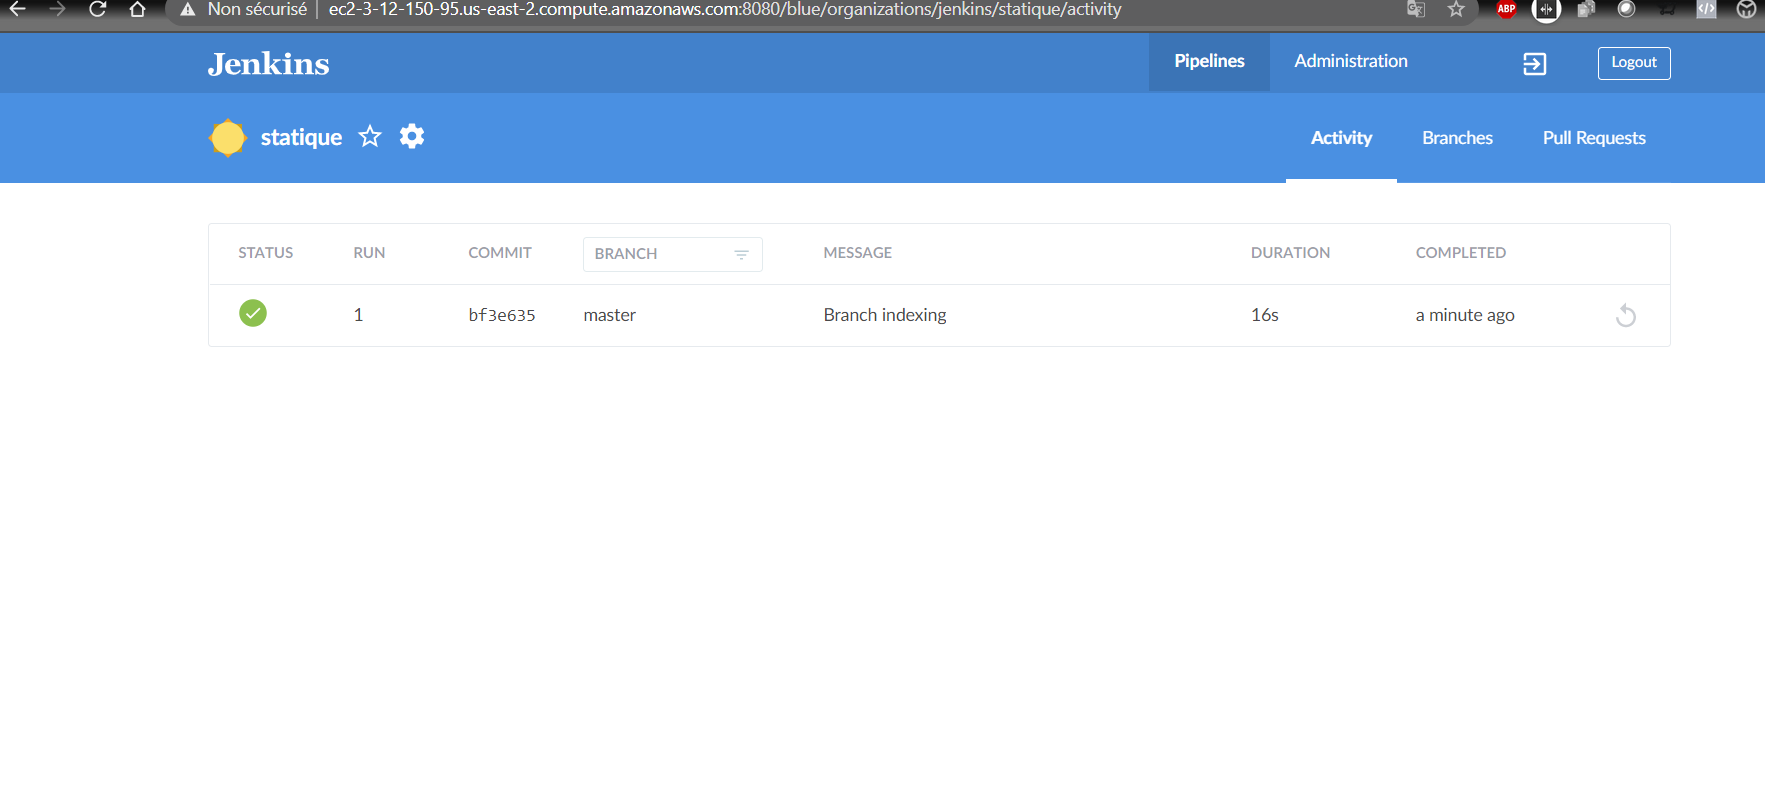 Non sécurisé | ec2-3-12-150-95.us-east-2.compute.amazonaws.com:8080/blue/organizations/jenkins/statique/activity
ABP
Jenkins Pipelines Administration Logout
statique Activity Branches Pull Requests
STATUS RUN COMMIT BRANCH MESSAGE DURATION COMPLETED
1 bf3e635 master Branch indexing 16s a minute ago